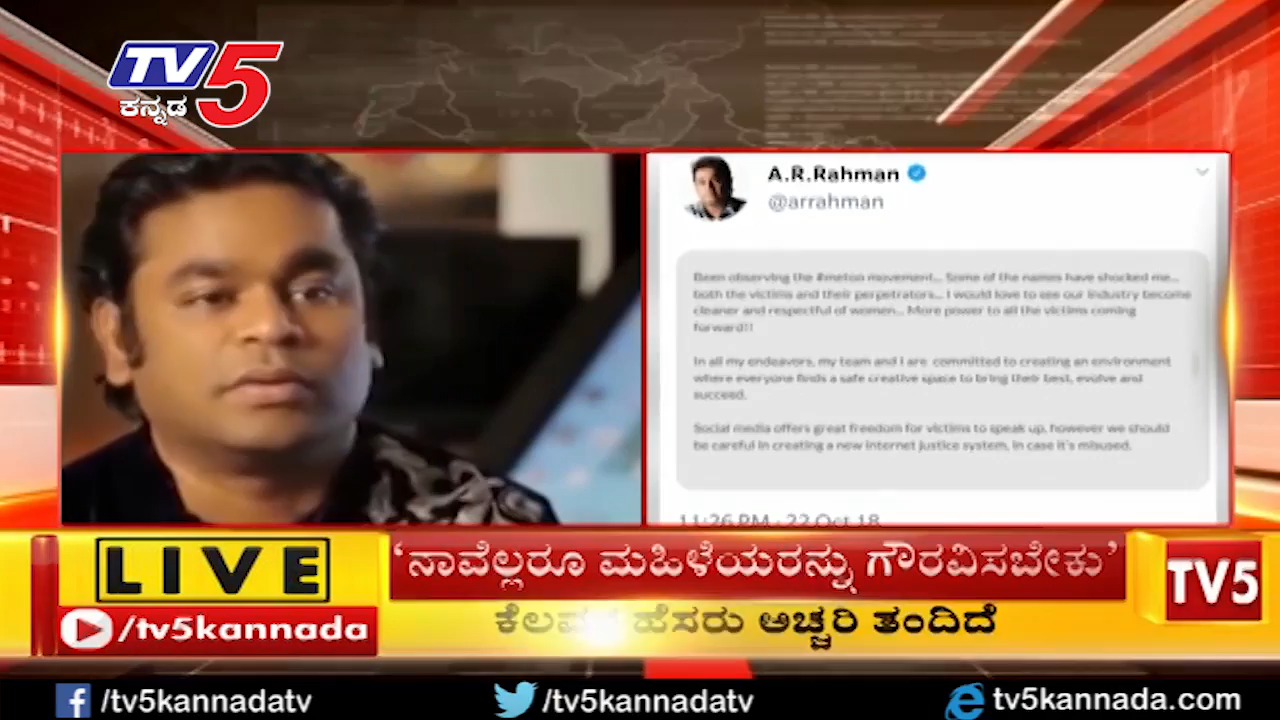 TV5
ಕನ್ನಡ
A.R.Rahman
@arrahman
Been observing the #metoo movement... Some of the names have shocked me...
both the victims and their perpetrators... I would love to see our industry become
cleaner and respectful of women... More power to all the victims coming
forward!!
In all my endeavors, my team and I are committed to creating an environment
where everyone finds a safe creative space to bring their best, evolve and
succeed.
Social media offers great freedom for victims to speak up, however we should
be careful in creating a new internet justice system, in case it's misused.
11:26 PM · 22 Oct 18
LIVE
‘ನಾವೆಲ್ಲರೂ ಮಹಿಳೆಯರನ್ನು ಗೌರವಿಸಬೇಕು’
TV5
/tv5kannada
ಹೆಸರು ಅಚ್ಚರಿ ತಂದಿದೆ
/tv5kannadatv
/tv5kannadatv
tv5kannada.com